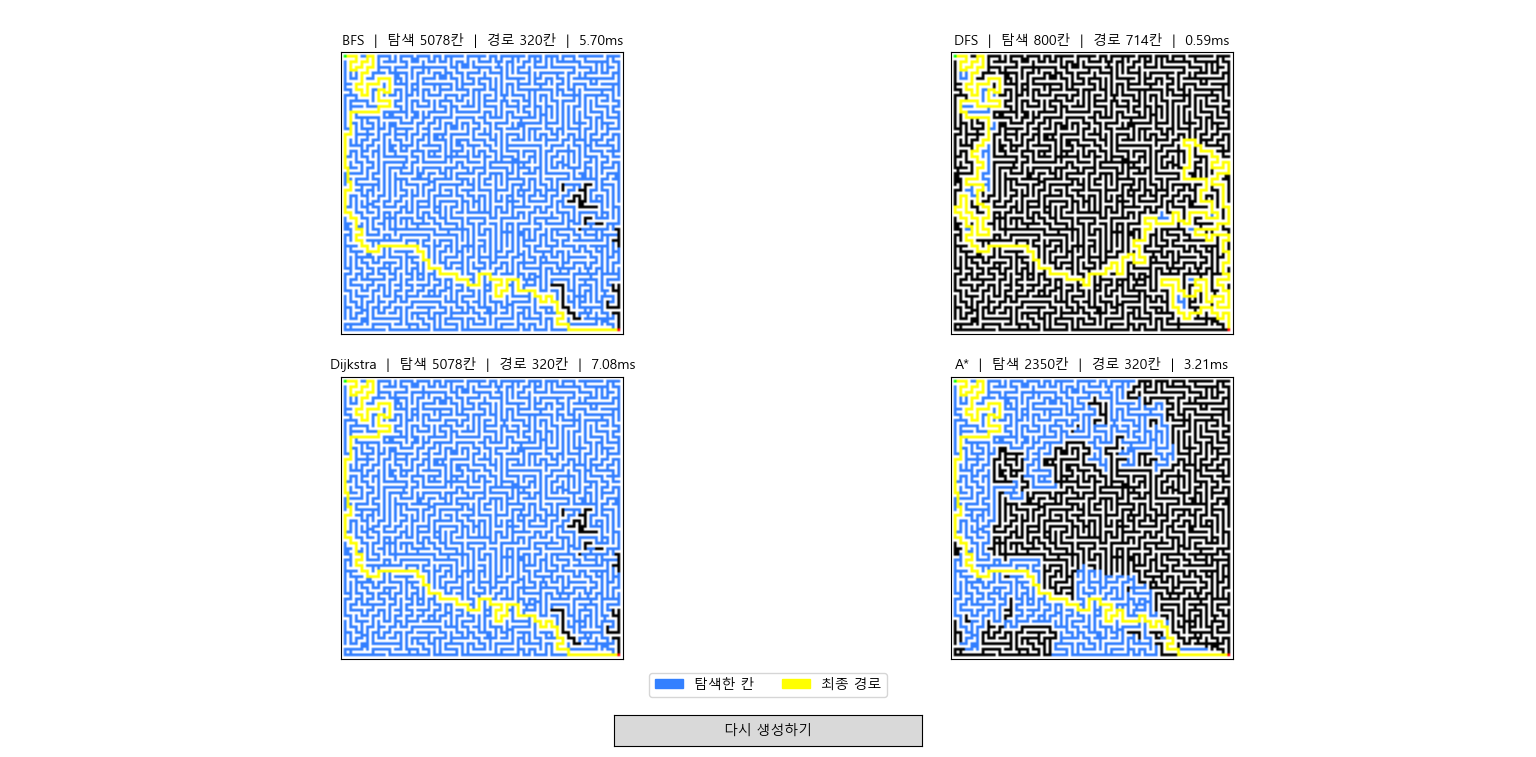 BFS | 탐색 5078칸 | 경로 320칸 | 5.70ms
DFS | 탐색 800칸 | 경로 714칸 | 0.59ms
Dijkstra | 탐색 5078칸 | 경로 320칸 | 7.08ms
A* | 탐색 2350칸 | 경로 320칸 | 3.21ms
탐색한 칸 최종 경로
다시 생성하기